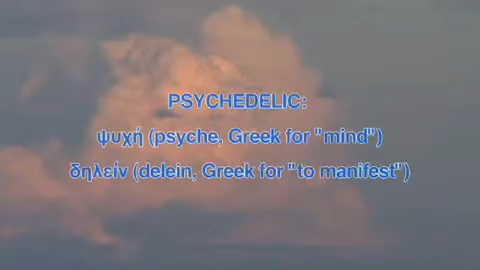 PSYCHEDELIC:
ψυχή (psyche, Greek for "mind")
δηλείν (delein, Greek for "to manifest")